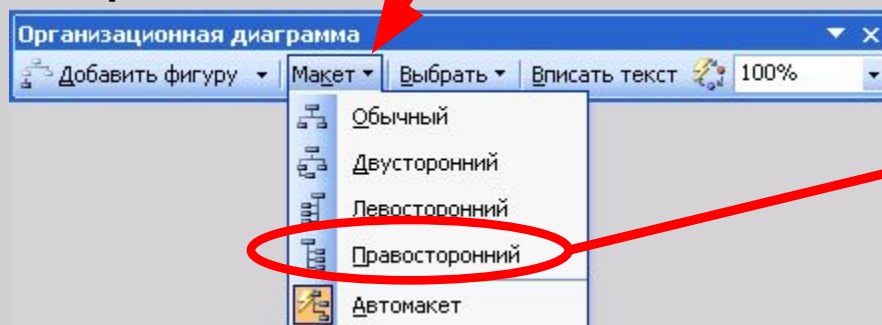 Организационная диаграмма
Добавить фигуру Макет Выбрать Вписать текст 100%
Обычный
Двусторонний
Левосторонний
Правосторонний
Автомакет